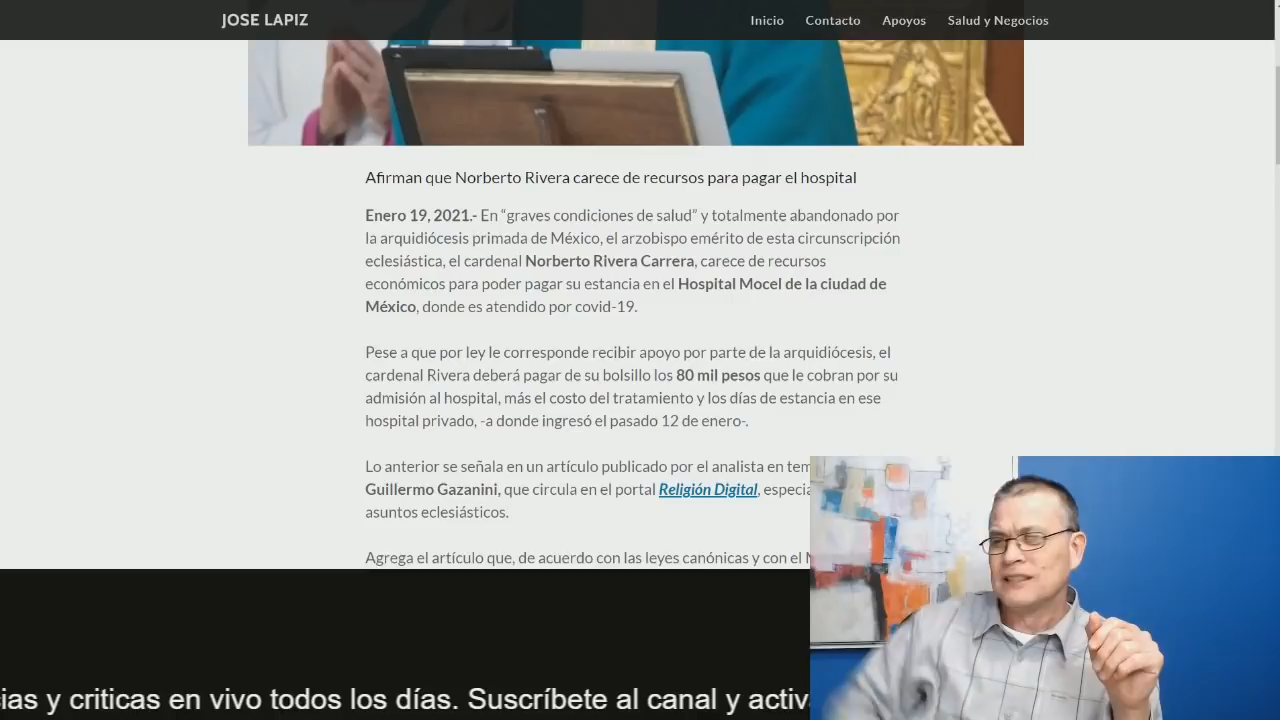 JOSE LAPIZ
Inicio Contacto Apoyos Salud y Negocios
Afirman que Norberto Rivera carece de recursos para pagar el hospital
Enero 19, 2021.- En “graves condiciones de salud” y totalmente abandonado por
la arquidiócesis primada de México, el arzobispo emérito de esta circunscripción
eclesiástica, el cardenal Norberto Rivera Carrera, carece de recursos
económicos para poder pagar su estancia en el Hospital Mocel de la ciudad de
México, donde es atendido por covid-19.
Pese a que por ley le corresponde recibir apoyo por parte de la arquidiócesis, el
cardenal Rivera deberá pagar de su bolsillo los 80 mil pesos que le cobran por su
admisión al hospital, más el costo del tratamiento y los días de estancia en ese
hospital privado, -a donde ingresó el pasado 12 de enero-.
Lo anterior se señala en un artículo publicado por el analista en
Guillermo Gazanini, que circula en el portal Religión Digital,
asuntos eclesiásticos.
Agrega el artículo que, de acuerdo con las leyes canónicas y con el
y criticas en vivo todos los días. Suscríbete al canal y